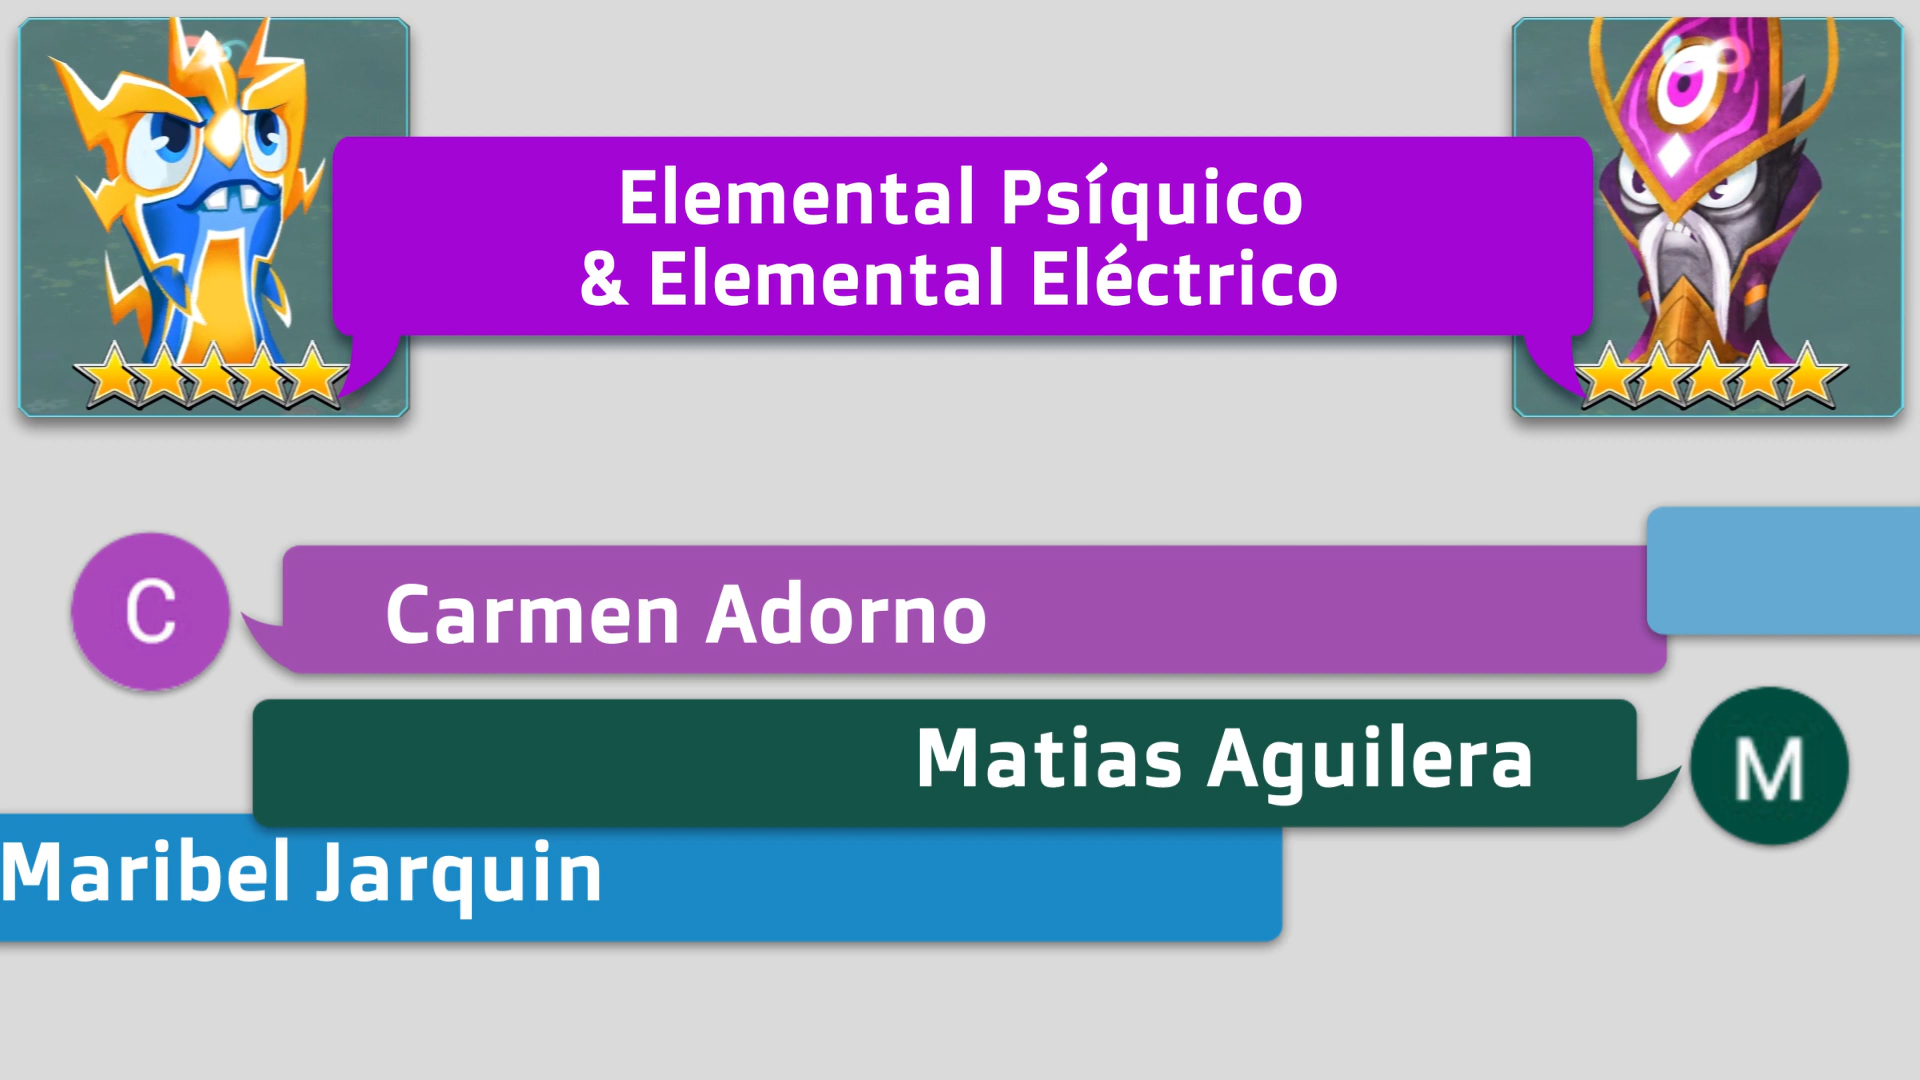 Elemental Psíquico
& Elemental Eléctrico
C
Carmen Adorno
Matias Aguilera
M
Maribel Jarquin